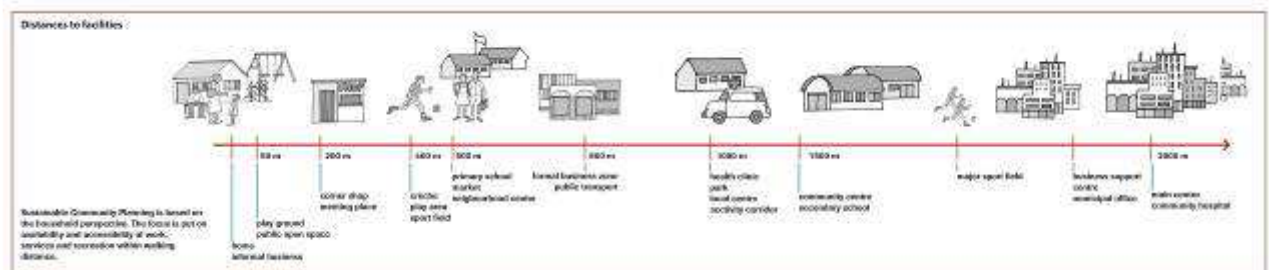 Distances to facilities :
50 m
200 m
400 m
500 m
800 m
1000 m
1500 m
2000 m
home
informal business
play ground
public open space
corner shop
meeting place
crèche
play area
sport field
primary school
market
neighbourhood centre
formal business zone
public transport
health clinic
park
local centre
activity corridor
community centre
secondary school
major sport field
business support
centre
municipal office
main centre
community hospital
Sustainable Community Planning is based on
the household perspective. The focus is put on
availability and accessibility of work,
services and recreation within walking
distance.